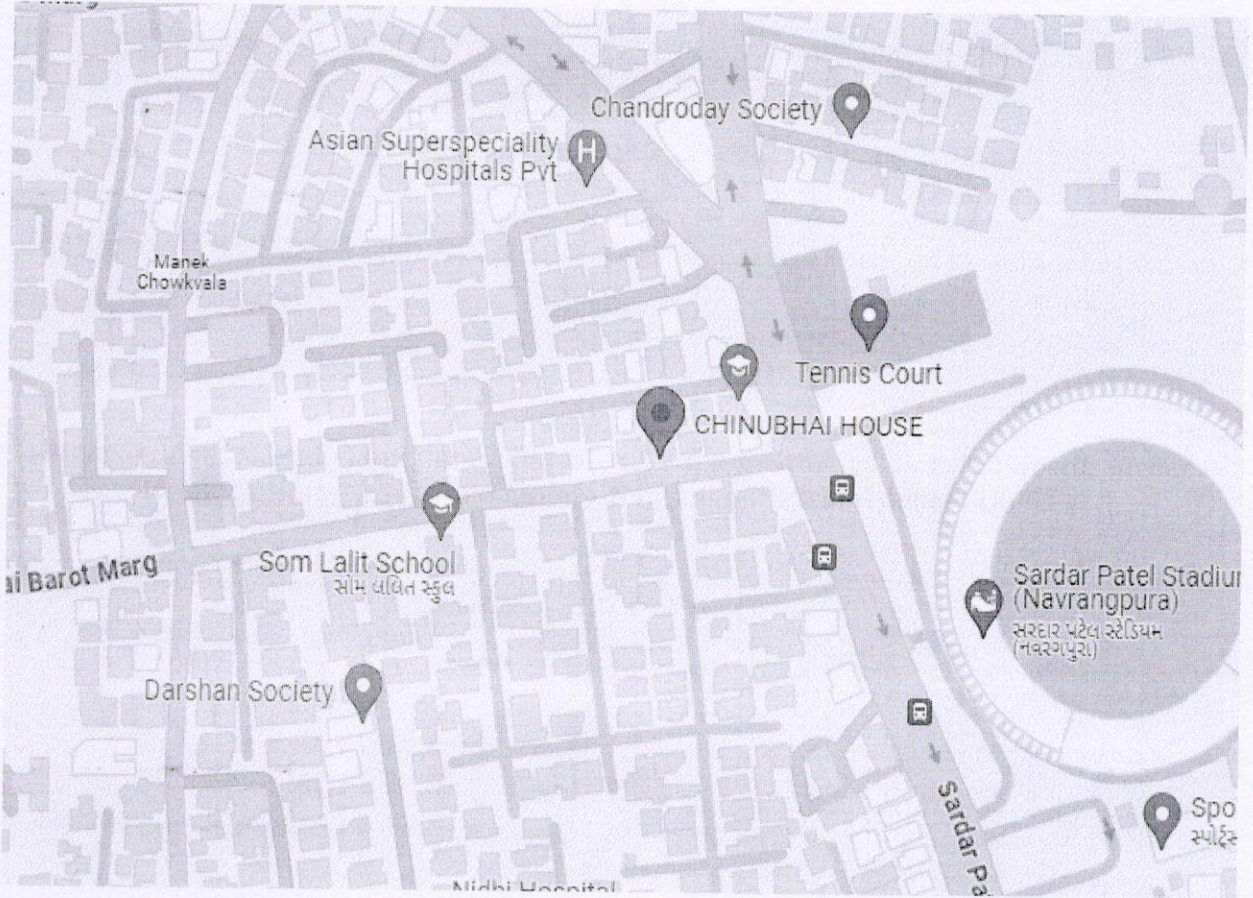 Chandroday Society
Asian Superspeciality
Hospitals Pvt
H
Manek
Chowkvala
Tennis Court
CHINUBHAI HOUSE
Som Lalit School
સોમ લલિત સ્કુલ
ai Barot Marg
Sardar Patel Stadiur
(Navrangpura)
સરદાર પટેલ સ્ટેડિયમ
(નવરંગપુરા)
Darshan Society
Sardar Pa
Spo
સ્પોર્ટ્સ
Nidhi Hospital